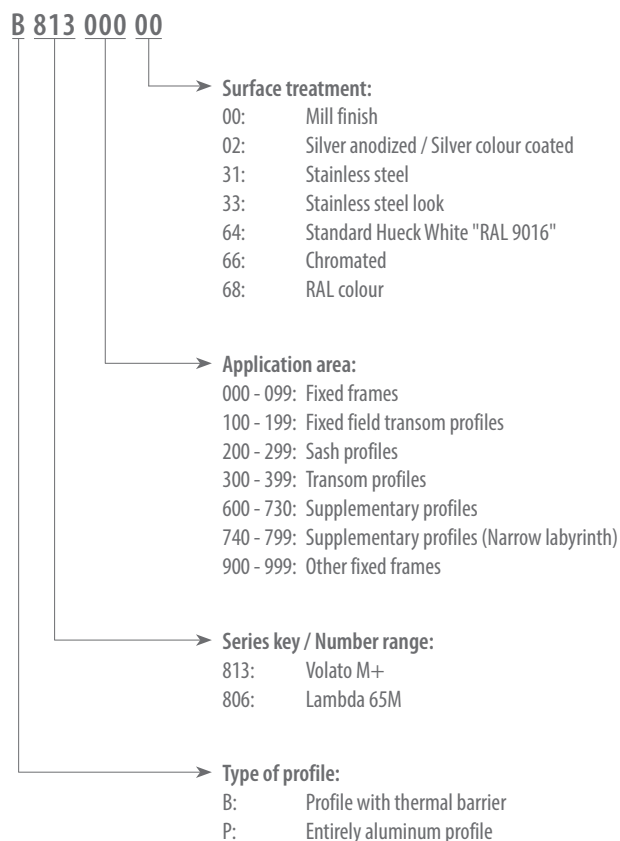 B 813 000 00
Surface treatment:
00: Mill finish
02: Silver anodized / Silver colour coated
31: Stainless steel
33: Stainless steel look
64: Standard Hueck White "RAL 9016"
66: Chromated
68: RAL colour
Application area:
000 - 099: Fixed frames
100 - 199: Fixed field transom profiles
200 - 299: Sash profiles
300 - 399: Transom profiles
600 - 730: Supplementary profiles
740 - 799: Supplementary profiles (Narrow labyrinth)
900 - 999: Other fixed frames
Series key / Number range:
813: Volato M+
806: Lambda 65M
Type of profile:
B: Profile with thermal barrier
P: Entirely aluminum profile